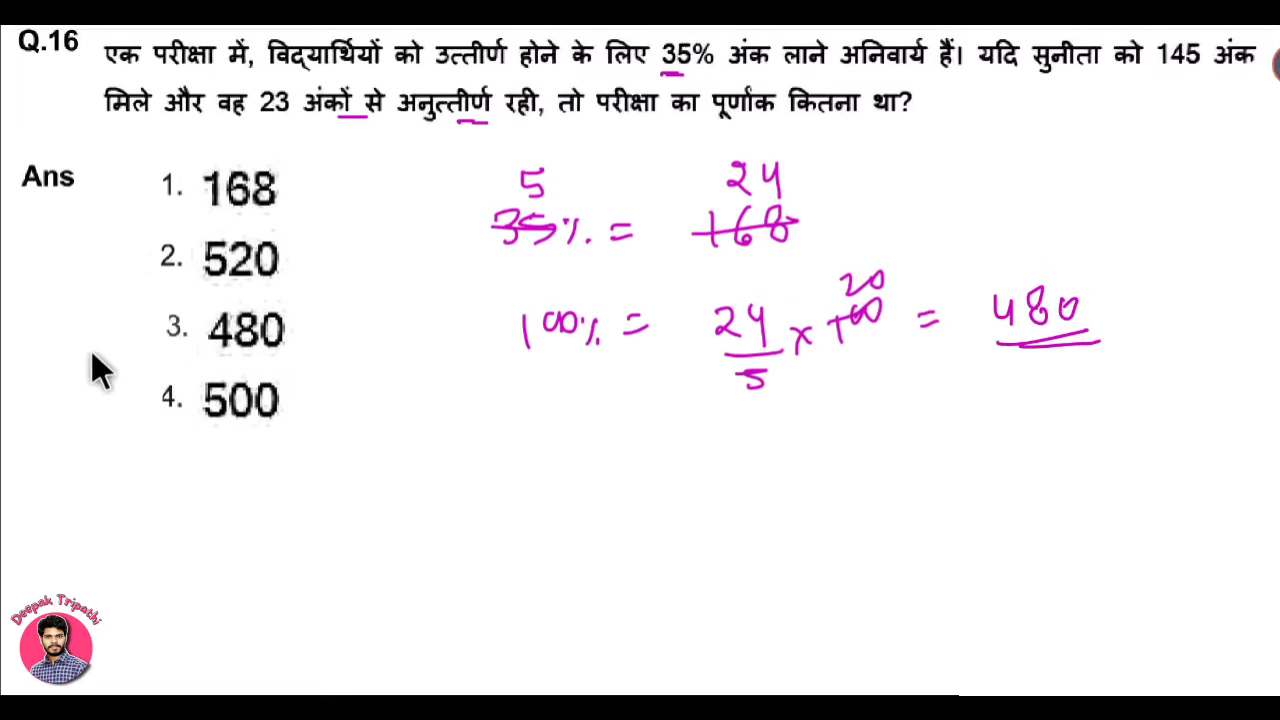 Q.16
एक परीक्षा में, विद्यार्थियों को उत्तीर्ण होने के लिए 35% अंक लाने अनिवार्य हैं। यदि सुनीता को 145 अंक
मिले और वह 23 अंकों से अनुत्तीर्ण रही, तो परीक्षा का पूर्णांक कितना था?
Ans
1. 168
2. 520
3. 480
4. 500
5 24
35% = 168
20
100% = 24/5 × 100 = 480
Deepak Tripathi